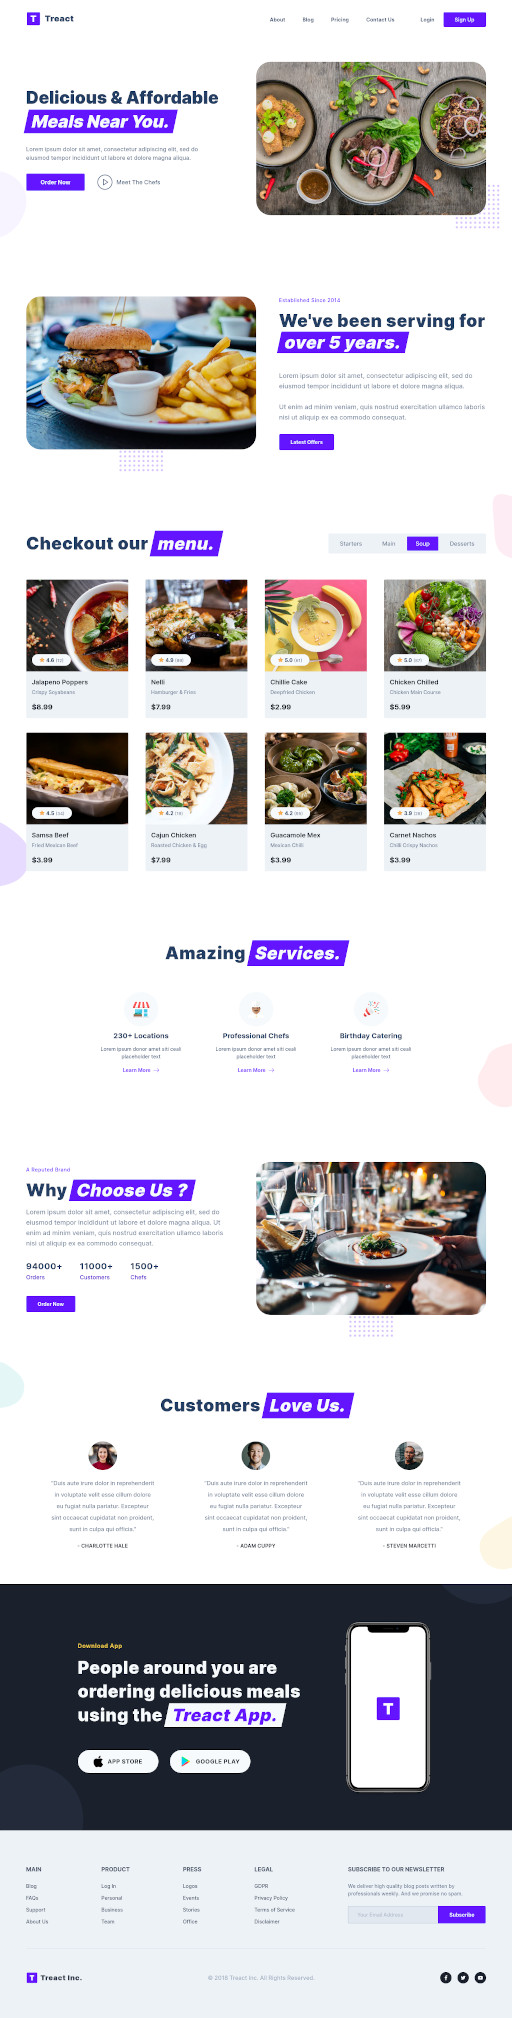 Treact
About Blog Pricing Contact Us Login Sign Up
Delicious & Affordable
Meals Near You.
Lorem ipsum dolor sit amet, consectetur adipiscing elit, sed do
eiusmod tempor incididunt ut labore et dolore magna aliqua.
Order Now Meet The Chefs
Established Since 2014
We've been serving for
over 5 years.
Lorem ipsum dolor sit amet, consectetur adipiscing elit, sed do
eiusmod tempor incididunt ut labore et dolore magna aliqua.
Ut enim ad minim veniam, quis nostrud exercitation ullamco laboris
nisi ut aliquip ex ea commodo consequat.
Latest Offers
Checkout our menu.
Starters Main Soup Desserts
4.6
4.8
5.0
5.0
Jalapeno Poppers
Crispy Soyabeans
$8.99
Nelli
Hamburger & Fries
$7.99
Chillie Cake
Deepfried Chicken
$2.99
Chicken Chilled
Chicken Main Course
$5.99
4.5
4.2
4.2
3.9
Samsa Beef
Fried Mexican Beef
$3.99
Cajun Chicken
Roasted Chicken & Egg
$7.99
Guacamole Mex
Mexican Chilli
$3.99
Carnet Nachos
Chilli Crispy Nachos
$3.99
Amazing Services.
230+ Locations
Lorem ipsum donor amet siti ceali
placeholder text
Learn More
Professional Chefs
Lorem ipsum donor amet siti ceali
placeholder text
Learn More
Birthday Catering
Lorem ipsum donor amet siti ceali
placeholder text
Learn More
A Reputed Brand
Why Choose Us ?
Lorem ipsum dolor sit amet, consectetur adipiscing elit, sed do
eiusmod tempor incididunt ut labore et dolore magna aliqua. Ut
enim ad minim veniam, quis nostrud exercitation ullamco laboris
nisi ut aliquip ex ea commodo consequat.
94000+ 11000+ 1500+
Orders Customers Chefs
Order Now
Customers Love Us.
"Duis aute irure dolor in reprehenderit
in voluptate velit esse cillum dolore
eu fugiat nulla pariatur. Excepteur
sint occaecat cupidatat non proident,
sunt in culpa qui officia."
- CHARLOTTE HALE
"Duis aute irure dolor in reprehenderit
in voluptate velit esse cillum dolore
eu fugiat nulla pariatur. Excepteur
sint occaecat cupidatat non proident,
sunt in culpa qui officia."
- ADAM CUPPY
"Duis aute irure dolor in reprehenderit
in voluptate velit esse cillum dolore
eu fugiat nulla pariatur. Excepteur
sint occaecat cupidatat non proident,
sunt in culpa qui officia."
- STEVEN MARCETTI
Download App
People around you are
ordering delicious meals
using the Treact App.
APP STORE GOOGLE PLAY
T
MAIN
Blog
FAQs
Support
About Us
PRODUCT
Log In
Personal
Business
Team
PRESS
Logos
Events
Stories
Office
LEGAL
GDPR
Privacy Policy
Terms of Service
Disclaimer
SUBSCRIBE TO OUR NEWSLETTER
We deliver high quality blog posts written by
professionals weekly. And we promise no spam.
Your Email Address Subscribe
Treact Inc.
© 2018 Treact Inc. All Rights Reserved.